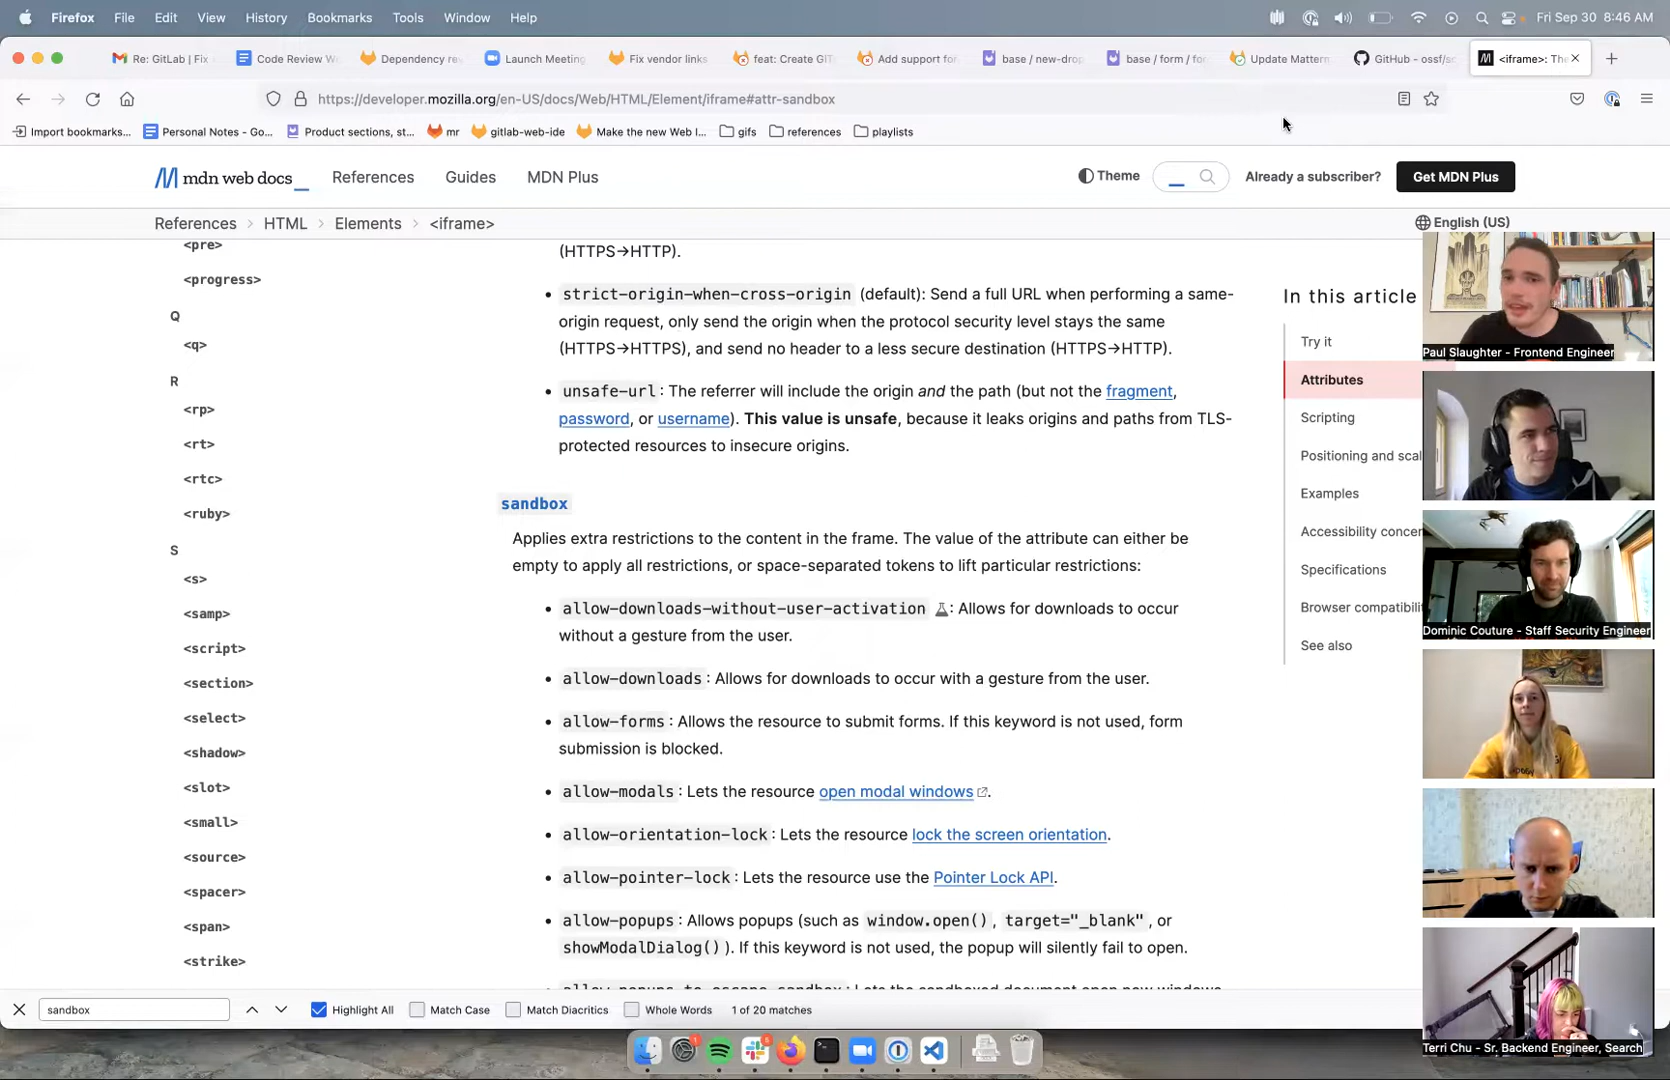 Firefox File Edit View History Bookmarks Tools Window Help Fri Sep 30 8:46 AM
Re: GitLab | Fix Code Review W Dependency re Launch Meeting Fix vendor links feat: Create GIT Add support for base / new-drop base / form / fo Update Matterm GitHub - ossf/sc <iframe>: The
https://developer.mozilla.org/en-US/docs/Web/HTML/Element/iframe#attr-sandbox
Import bookmarks... Personal Notes - Go... Product sections, st... mr gitlab-web-ide Make the new Web I... gifs references playlists
mdn web docs References Guides MDN Plus Theme Already a subscriber? Get MDN Plus
References HTML Elements <iframe> English (US)
<pre>
<progress>
Q
<q>
R
<rp>
<rt>
<rtc>
<ruby>
S
<s>
<samp>
<script>
<section>
<select>
<shadow>
<slot>
<small>
<source>
<spacer>
<span>
<strike>
(HTTPS→HTTP).
• strict-origin-when-cross-origin (default): Send a full URL when performing a same-
origin request, only send the origin when the protocol security level stays the same
(HTTPS→HTTPS), and send no header to a less secure destination (HTTPS→HTTP).
• unsafe-url: The referrer will include the origin and the path (but not the fragment,
password, or username). This value is unsafe, because it leaks origins and paths from TLS-
protected resources to insecure origins.
sandbox
Applies extra restrictions to the content in the frame. The value of the attribute can either be
empty to apply all restrictions, or space-separated tokens to lift particular restrictions:
• allow-downloads-without-user-activation : Allows for downloads to occur
without a gesture from the user.
• allow-downloads: Allows for downloads to occur with a gesture from the user.
• allow-forms: Allows the resource to submit forms. If this keyword is not used, form
submission is blocked.
• allow-modals: Lets the resource open modal windows.
• allow-orientation-lock: Lets the resource lock the screen orientation.
• allow-pointer-lock: Lets the resource use the Pointer Lock API.
• allow-popups: Allows popups (such as window.open(), target="_blank", or
showModalDialog()). If this keyword is not used, the popup will silently fail to open.
allow-popups-to-escape-sandbox: Lets the sandboxed document open new windows
In this article
Try it
Attributes
Scripting
Positioning and scal
Examples
Accessibility concer
Specifications
Browser compatibili
See also
Paul Slaughter - Frontend Engineer
Dominic Couture - Staff Security Engineer
Terri Chu - Sr. Backend Engineer, Search
sandbox Highlight All Match Case Match Diacritics Whole Words 1 of 20 matches